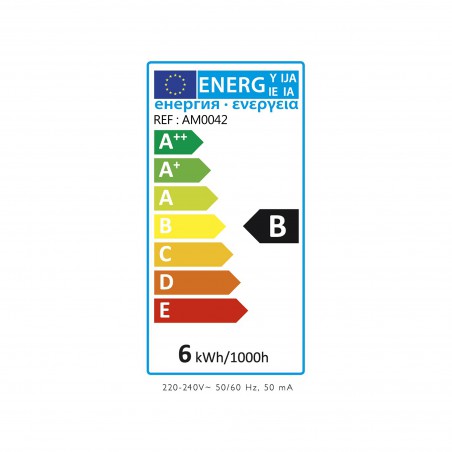 ENERG Y IJA
IE IA
енергия · ενεργεια
REF : AM0042
A++
A+
A
B
B
C
D
E
6 kWh/1000h
220-240V~ 50/60 Hz, 50 mA